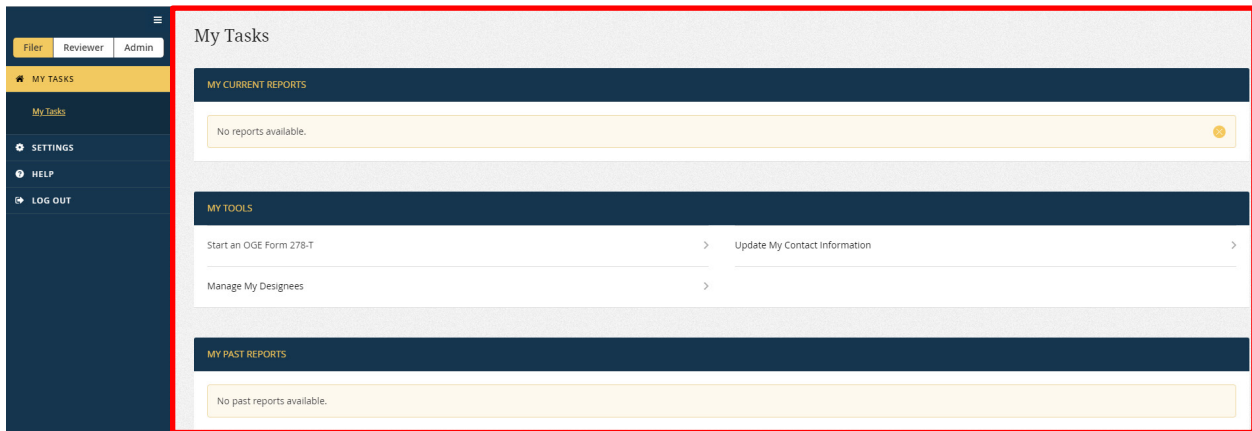 Filer Reviewer Admin
MY TASKS
My Tasks
SETTINGS
HELP
LOG OUT
My Tasks
MY CURRENT REPORTS
No reports available.
MY TOOLS
Start an OGE Form 278-T
Update My Contact Information
Manage My Designees
MY PAST REPORTS
No past reports available.